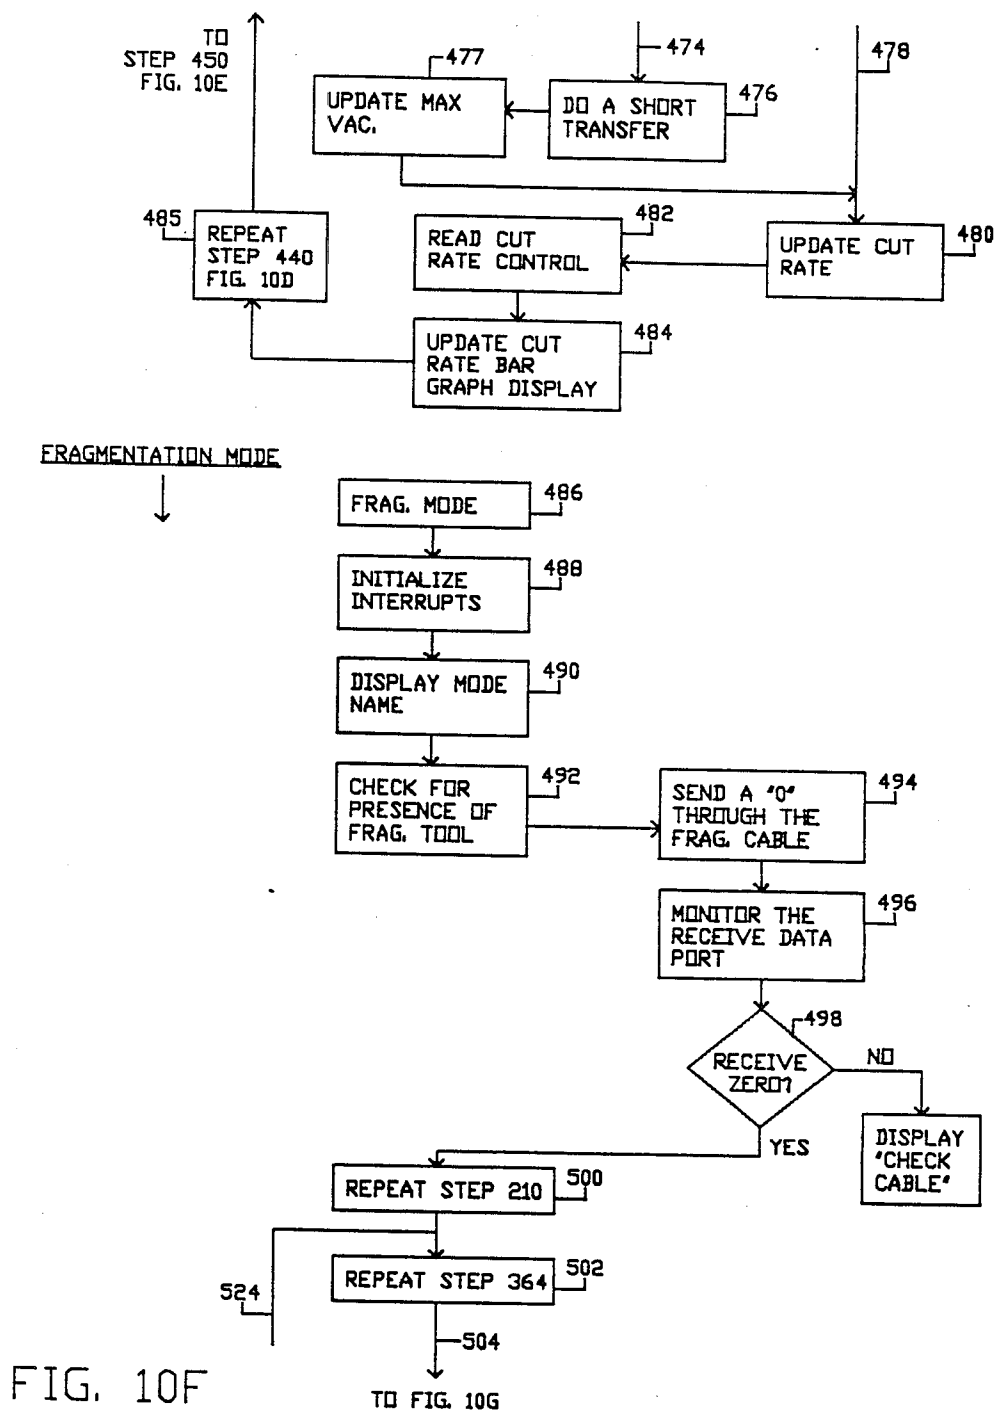 TO
STEP 450
FIG. 10E
477
474
478
UPDATE MAX
VAC.
DO A SHORT
TRANSFER
476
485
REPEAT
STEP 440
FIG. 10D
READ CUT
RATE CONTROL
482
UPDATE CUT
RATE
480
UPDATE CUT
RATE BAR
GRAPH DISPLAY
484
FRAGMENTATION MODE
FRAG. MODE
486
INITIALIZE
INTERRUPTS
488
DISPLAY MODE
NAME
490
CHECK FOR
PRESENCE OF
FRAG. TOOL
492
SEND A "0"
THROUGH THE
FRAG. CABLE
494
MONITOR THE
RECEIVE DATA
PORT
496
498
RECEIVE
ZERO?
NO
YES
DISPLAY
"CHECK
CABLE"
REPEAT STEP 210
500
REPEAT STEP 364
502
524
504
FIG. 10F
TO FIG. 10G